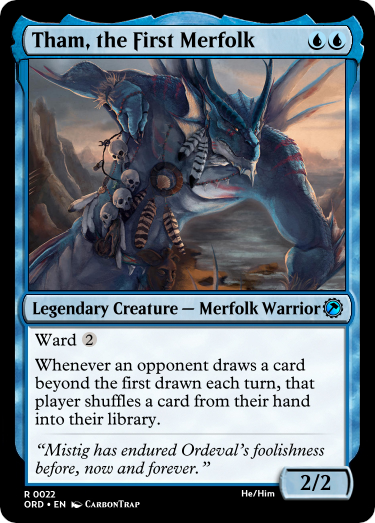 Tham, the First Merfolk
Legendary Creature — Merfolk Warrior
Ward 2
Whenever an opponent draws a card
beyond the first drawn each turn, that
player shuffles a card from their hand
into their library.
“Mistig has endured Ordeval’s foolishness
before, now and forever.”
2/2
R 0022
He/Him
ORD • EN CarbonTrap